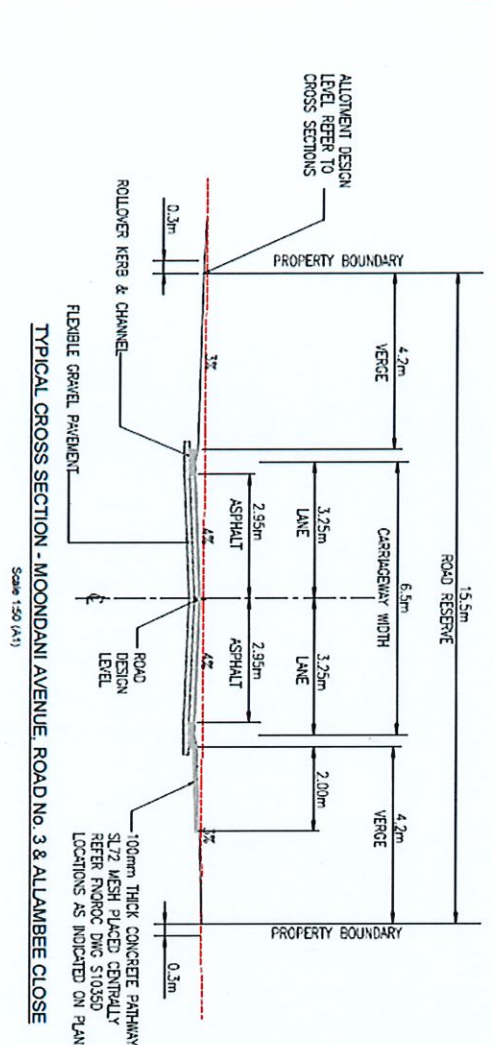 15.5m
ROAD RESERVE
4.2m
VERGE
6.5m
CARRIAGEWAY WIDTH
4.2m
VERGE
3.25m
LANE
3.25m
LANE
2.00m
2.95m
ASPHALT
2.95m
ASPHALT
PROPERTY BOUNDARY
PROPERTY BOUNDARY
ALLOTMENT DESIGN
LEVEL REFER TO
CROSS SECTIONS
3%
4%
4%
3%
0.3m
0.3m
ROLLOVER KERB & CHANNEL
FLEXIBLE GRAVEL PAVEMENT
ROAD
DESIGN
LEVEL
100mm THICK CONCRETE PATHWAY
SL72 MESH PLACED CENTRALLY
REFER FNQROC DWG S1035D
LOCATIONS AS INDICATED ON PLAN
TYPICAL CROSS SECTION - MOONDANI AVENUE, ROAD No. 3 & ALLAMBEE CLOSE
Scale 1:50 (A1)